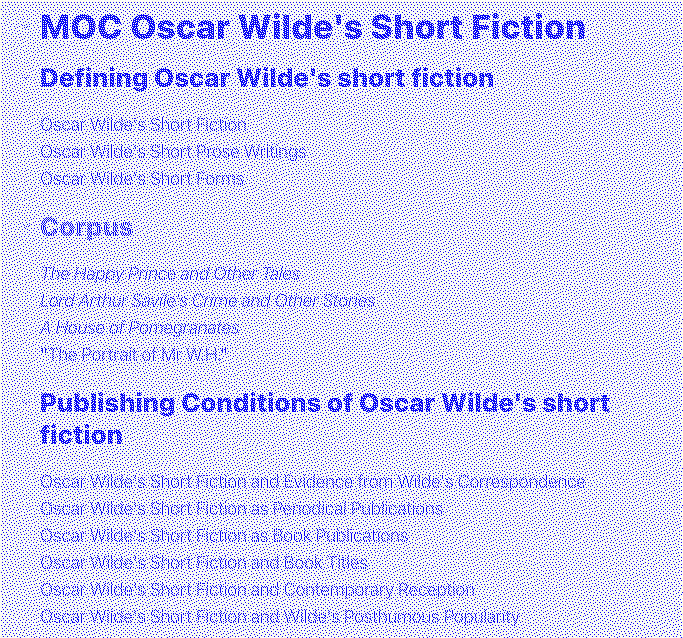 MOC Oscar Wilde's Short Fiction
Defining Oscar Wilde's short fiction
Oscar Wilde's Short Fiction
Oscar Wilde's Short Prose Writings
Oscar Wilde's Short Forms
Corpus
The Happy Prince and Other Tales
Lord Arthur Savile's Crime and Other Stories
A House of Pomegranates
"The Portrait of Mr W.H."
Publishing Conditions of Oscar Wilde's short
fiction
Oscar Wilde's Short Fiction and Evidence from Wilde's Correspondence
Oscar Wilde's Short Fiction as Periodical Publications
Oscar Wilde's Short Fiction as Book Publications
Oscar Wilde's Short Fiction and Book Titles
Oscar Wilde's Short Fiction and Contemporary Reception
Oscar Wilde's Short Fiction and Wilde's Posthumous Popularity